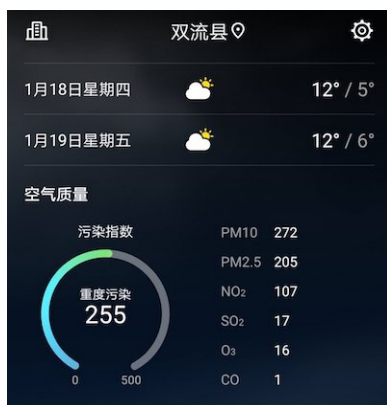 双流县
1月18日星期四 12° / 5°
1月19日星期五 12° / 6°
空气质量
污染指数
重度污染
255
0 500
PM10 272
PM2.5 205
NO₂ 107
SO₂ 17
O₃ 16
CO 1